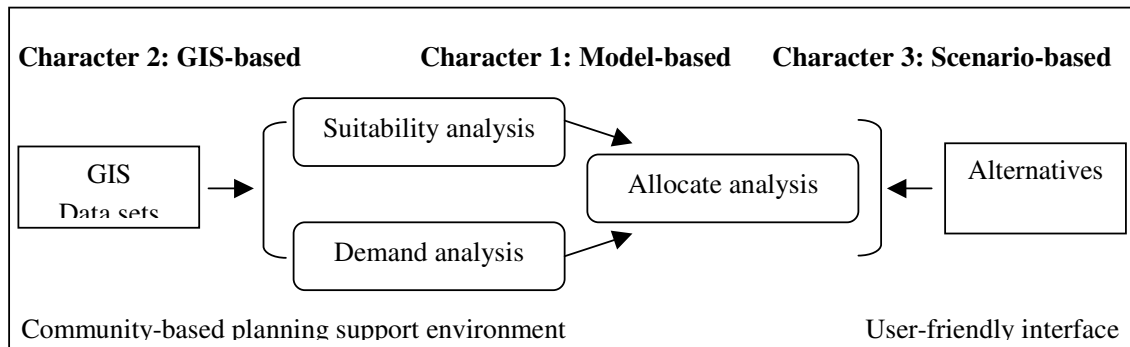 Character 2: GIS-based Character 1: Model-based Character 3: Scenario-based
Suitability analysis
GIS
Data sets
Allocate analysis
Alternatives
Demand analysis
Community-based planning support environment User-friendly interface